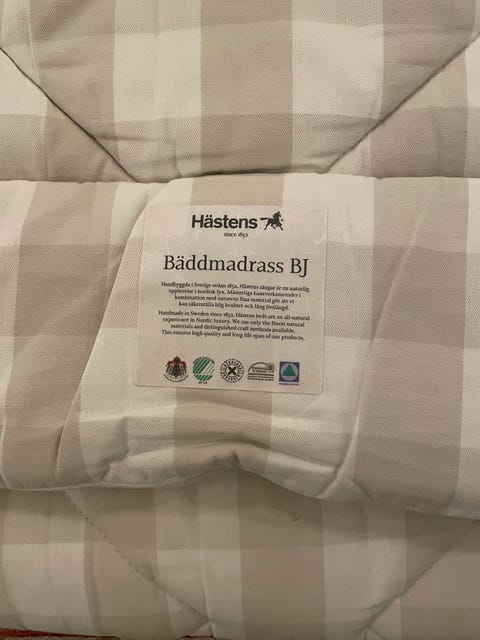 Hästens
since 1852
Bäddmadrass BJ
Handbyggda i Sverige sedan 1852, Hästens sängar är en naturlig
upplevelse i nordisk lyx. Mästerliga hantverksmetoder i
kombination med naturens fina material gör att vi
kan säkerställa hög kvalitet och lång livslängd.
Handmade in Sweden since 1852, Hästens beds are an all-natural
experience in Nordic luxury. We use only the finest natural
materials and distinguished craft methods available.
This ensures high-quality and long life span of our products.